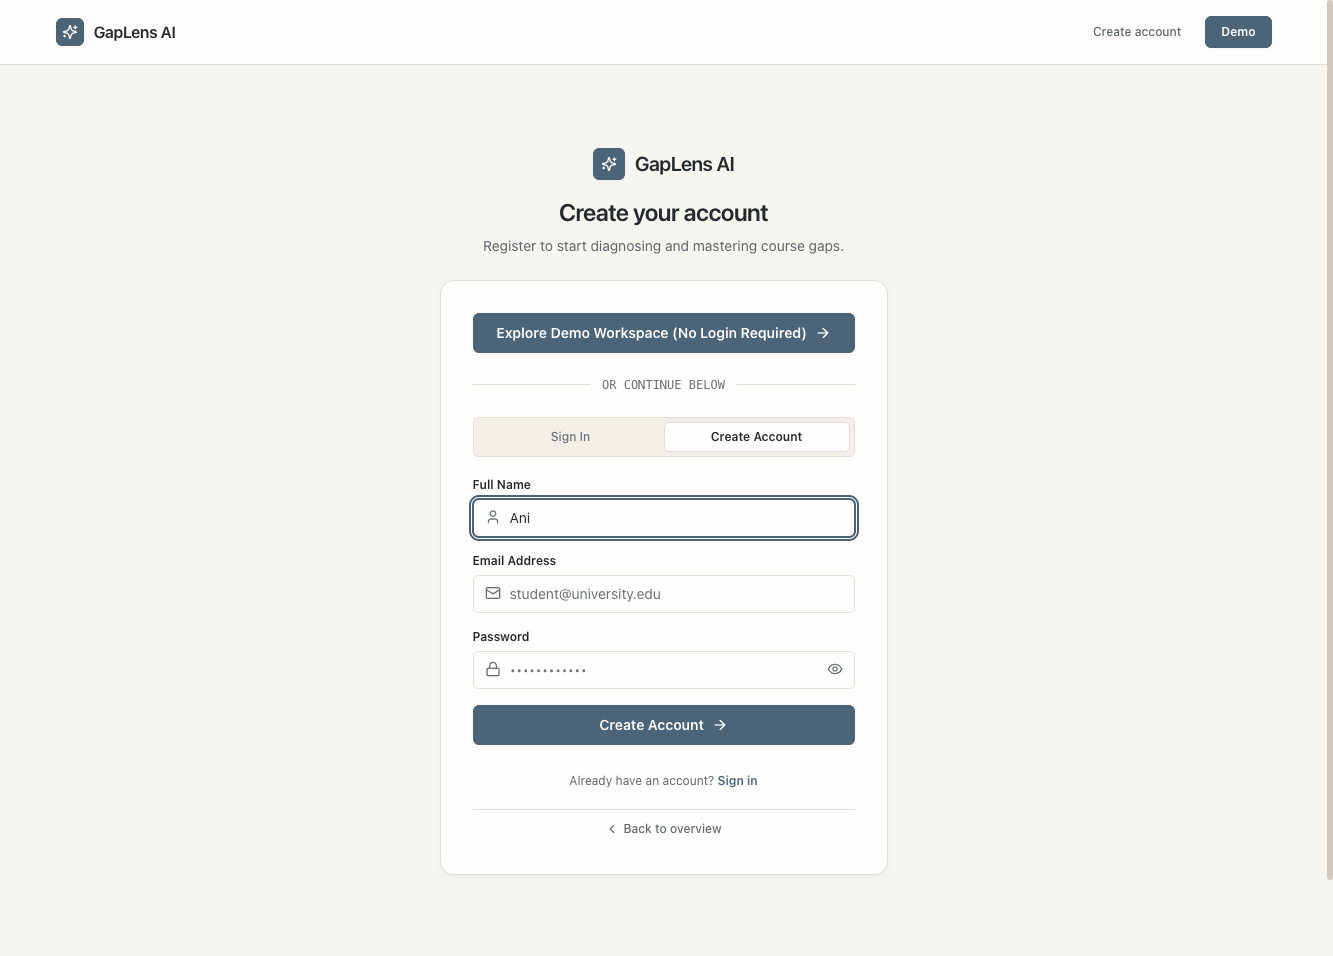 GapLens AI
Create account
Demo
GapLens AI
Create your account
Register to start diagnosing and mastering course gaps.
Explore Demo Workspace (No Login Required)
OR CONTINUE BELOW
Sign In
Create Account
Full Name
Ani
Email Address
student@university.edu
Password
••••••••••••
Create Account
Already have an account? Sign in
Back to overview